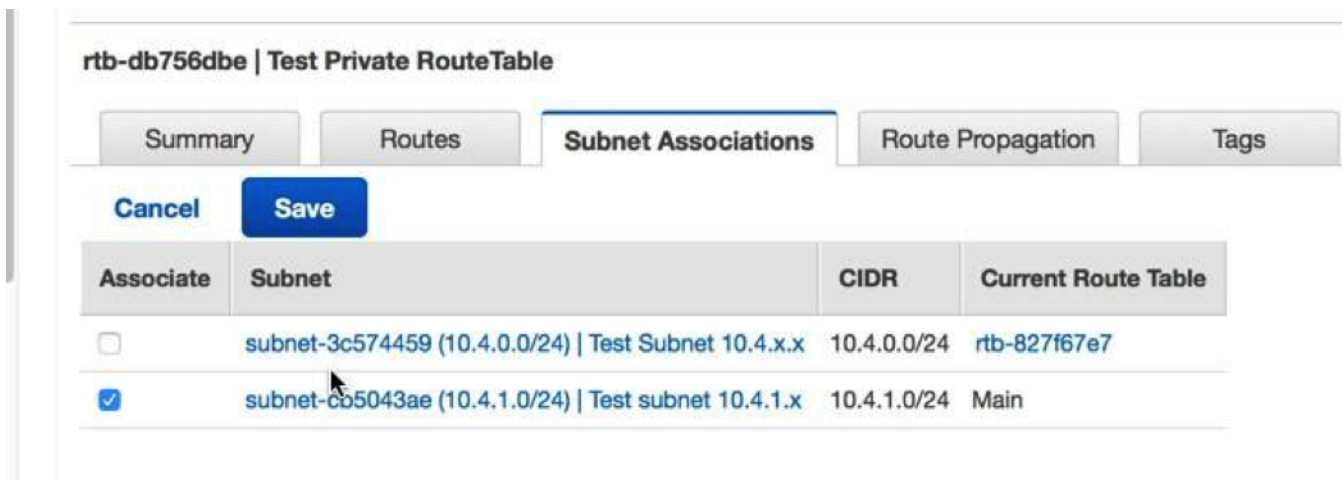 rtb-db756dbe | Test Private RouteTable
Summary Routes Subnet Associations Route Propagation Tags
Cancel Save
Associate Subnet CIDR Current Route Table
subnet-3c574459 (10.4.0.0/24) | Test Subnet 10.4.x.x 10.4.0.0/24 rtb-827f67e7
subnet-cb5043ae (10.4.1.0/24) | Test subnet 10.4.1.x 10.4.1.0/24 Main